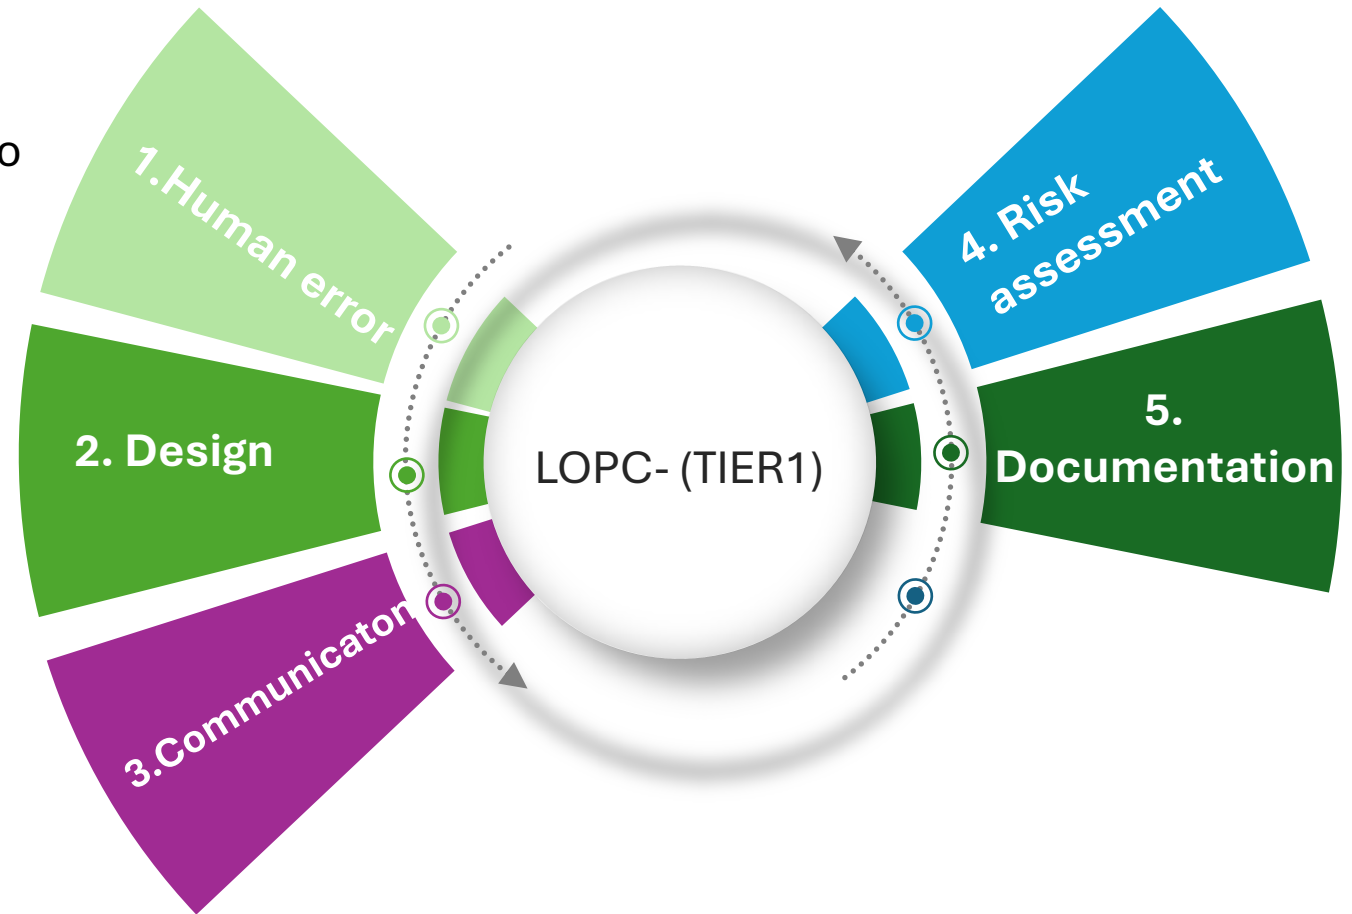 o
1.Human error
2. Design
3.Communicaton
LOPC- (TIER1)
4. Risk
assessment
5.
Documentation